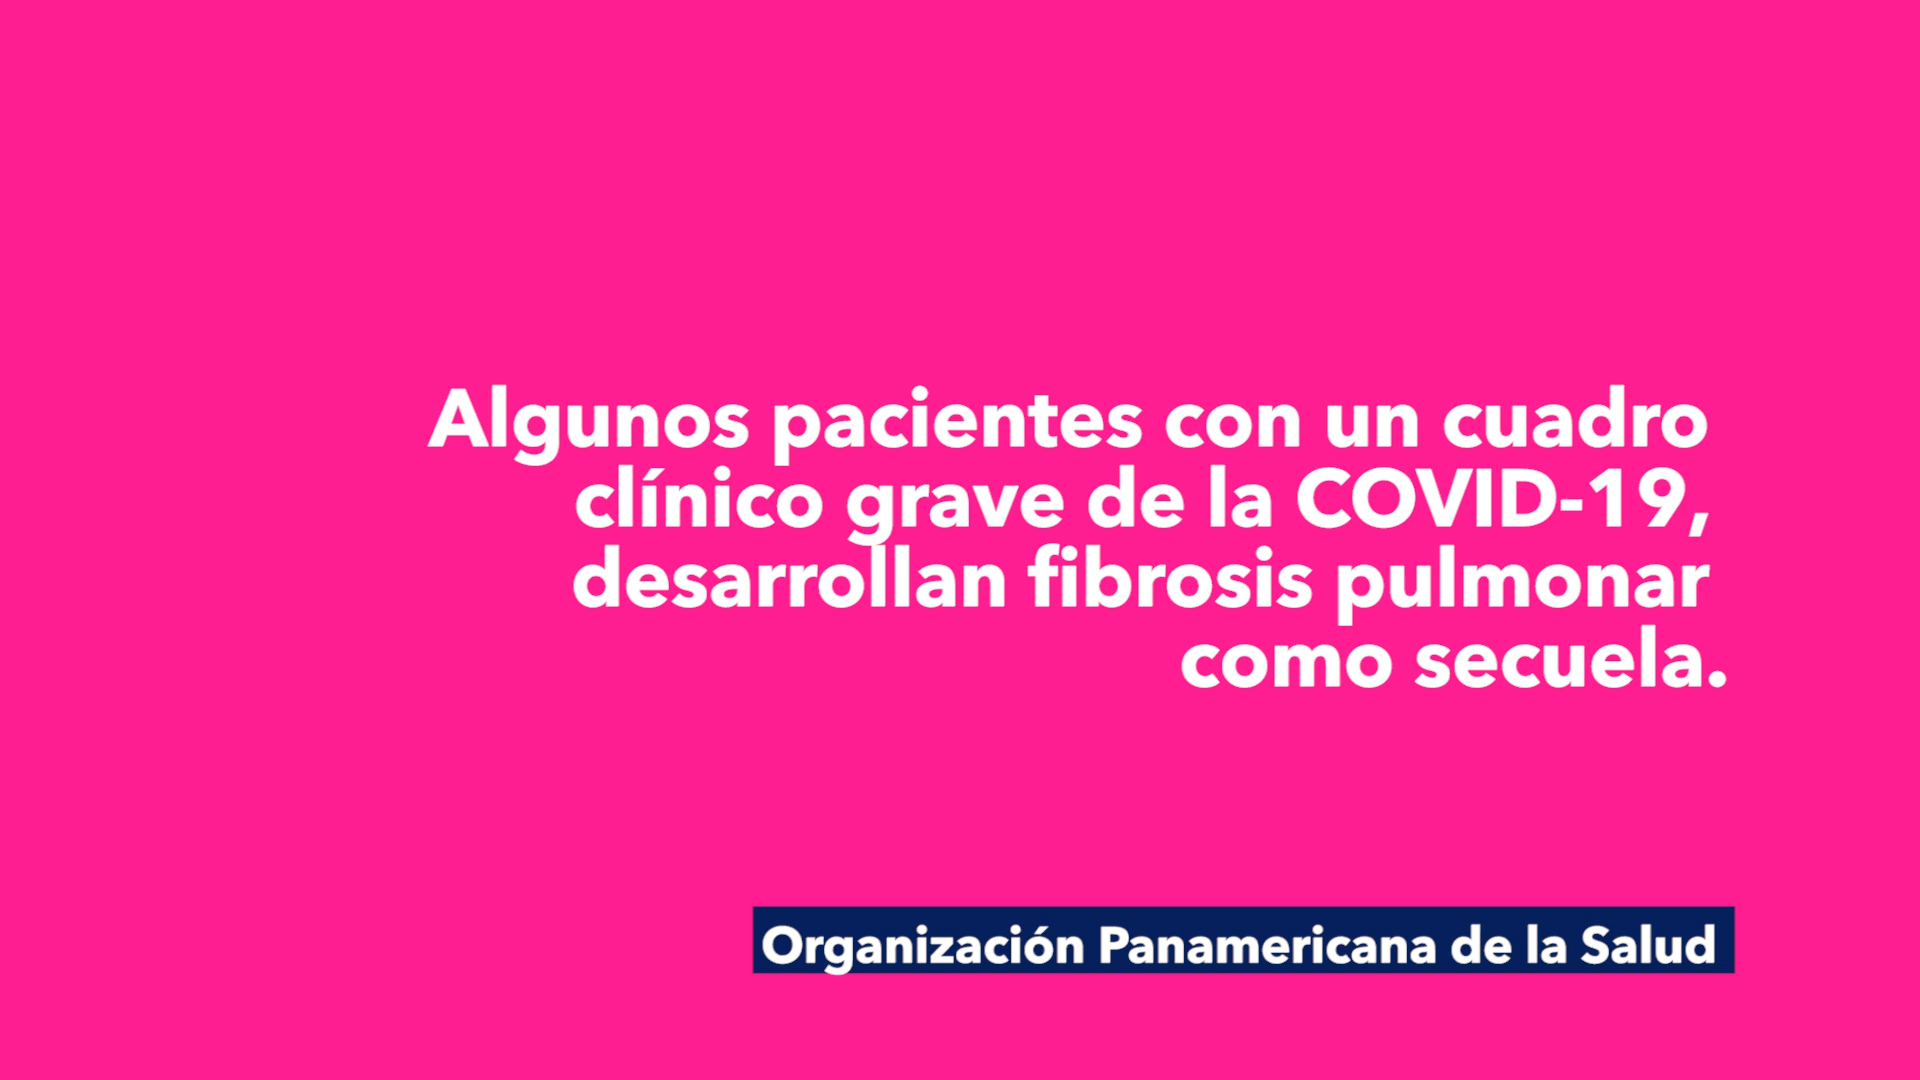 Algunos pacientes con un cuadro
clínico grave de la COVID-19,
desarrollan fibrosis pulmonar
como secuela.
Organización Panamericana de la Salud